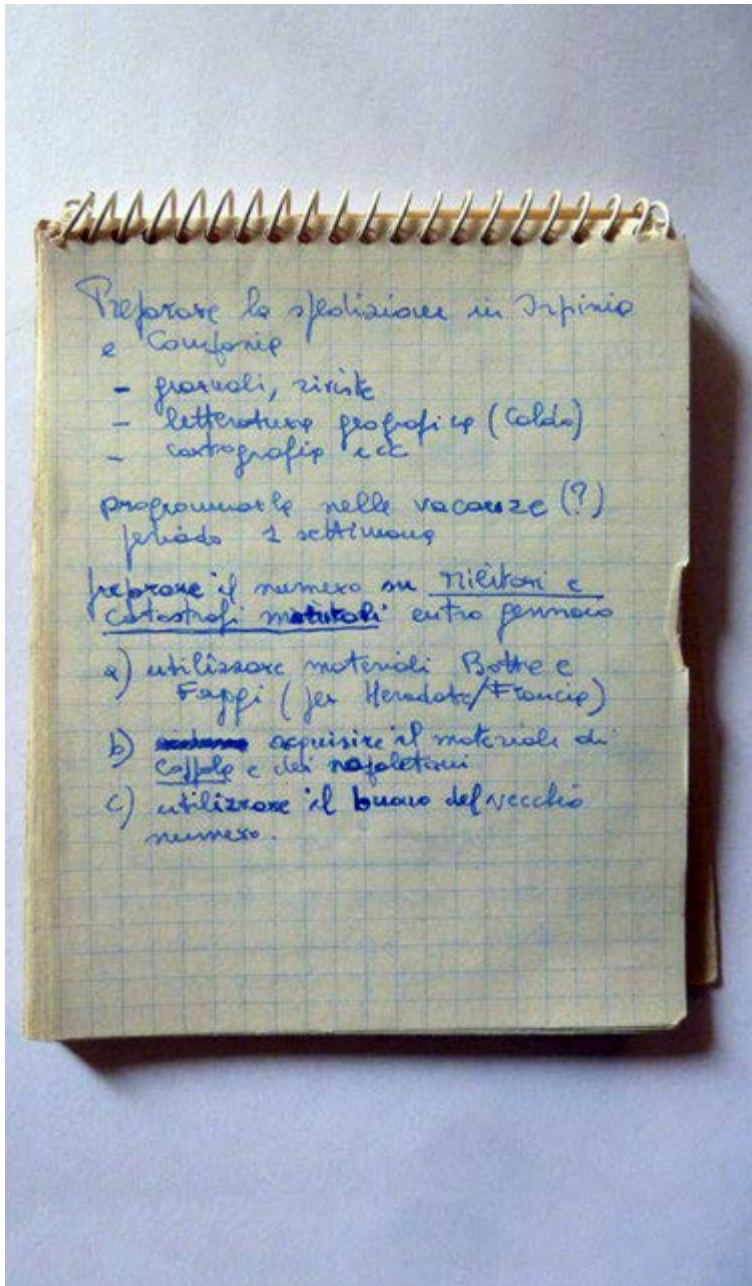 Preparare la spedizione in Irpinia
e Campania
- giornali, riviste
- letteratura geografica (Caldo)
- cartografia ecc
programmarla nelle vacanze (?)
periodo 1 settimana
preparare il numero su Militari e
catastrofi naturali entro gennaio
a) utilizzare materiali Botta e
Faggi (per Herodote/Francia)
b) acquisire il materiale di
Coppola e dei napoletani
c) utilizzare il buono del vecchio
numero.